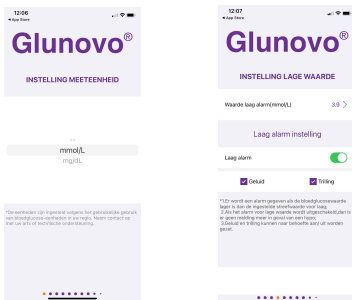 12:06
◂ App Store
Glunovo®
INSTELLING MEETEENHEID
mmol/L
mg/dL
*De eenheden zijn ingesteld volgens het gebruikelijke gebruik
van bloedglucose-eenheden in uw regio. Neem contact op
met uw arts of technische ondersteuning.
12:07
◂ App Store
Glunovo®
INSTELLING LAGE WAARDE
Waarde laag alarm(mmol/L) 3.9 >
Laag alarm instelling
Laag alarm
Geluid Trilling
*1.Er wordt een alarm gegeven als de bloedglucosewaarde
lager is dan de ingestelde streefwaarde voor laag.
2.Als het alarm voor lage waarde wordt uitgeschakeld,dan is
er geen melding meer in geval van een hypo;
3.Geluid en trilling kunnen naar behoefte aan/ uit worden
gezet.